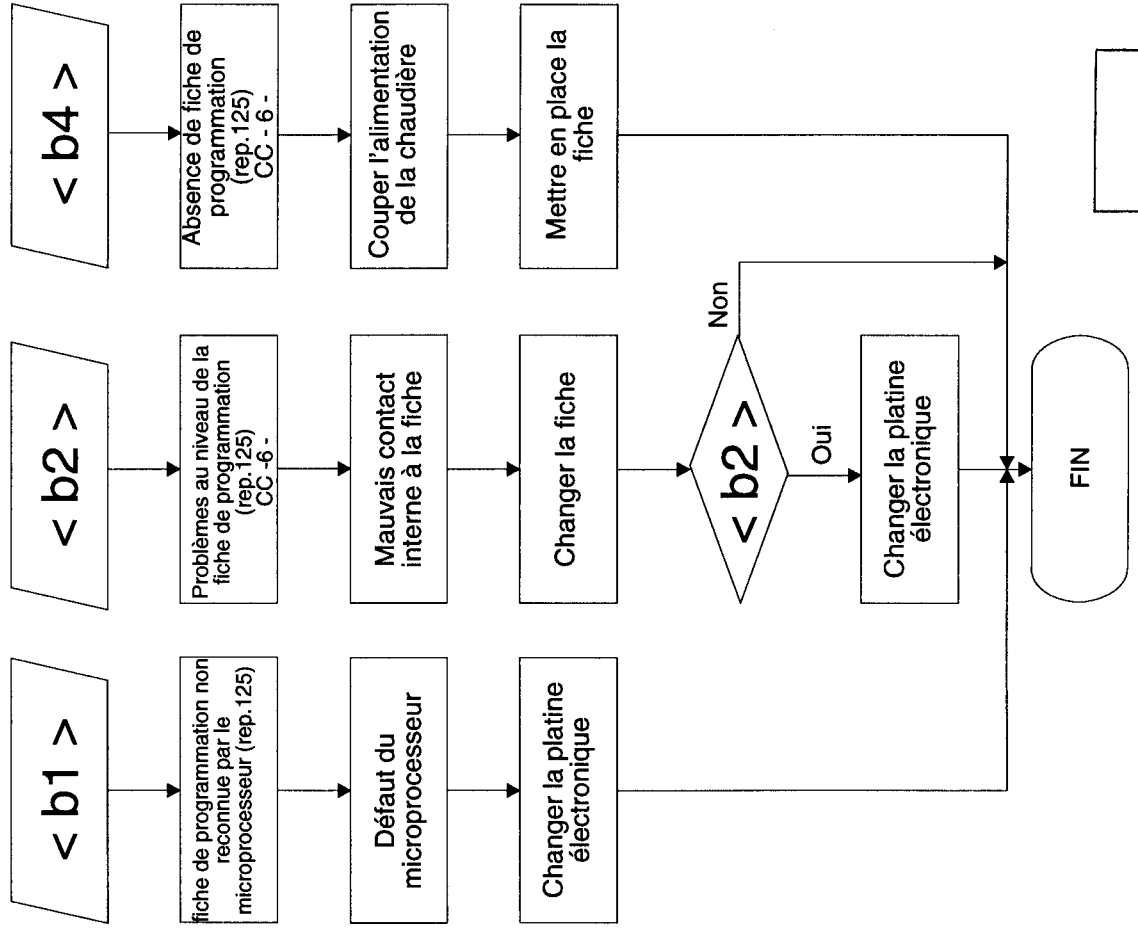 < b1 >
fiche de programmation non
reconnue par le
microprocesseur (rep.125)
Défaut du
microprocesseur
Changer la platine
électronique
< b2 >
Problèmes au niveau de la
fiche de programmation
(rep.125)
CC -6 -
Mauvais contact
interne à la fiche
Changer la fiche
< b2 >
Non
Oui
Changer la platine
électronique
< b4 >
Absence de fiche de
programmation
(rep.125)
CC - 6 -
Couper l'alimentation
de la chaudière
Mettre en place la
fiche
FIN